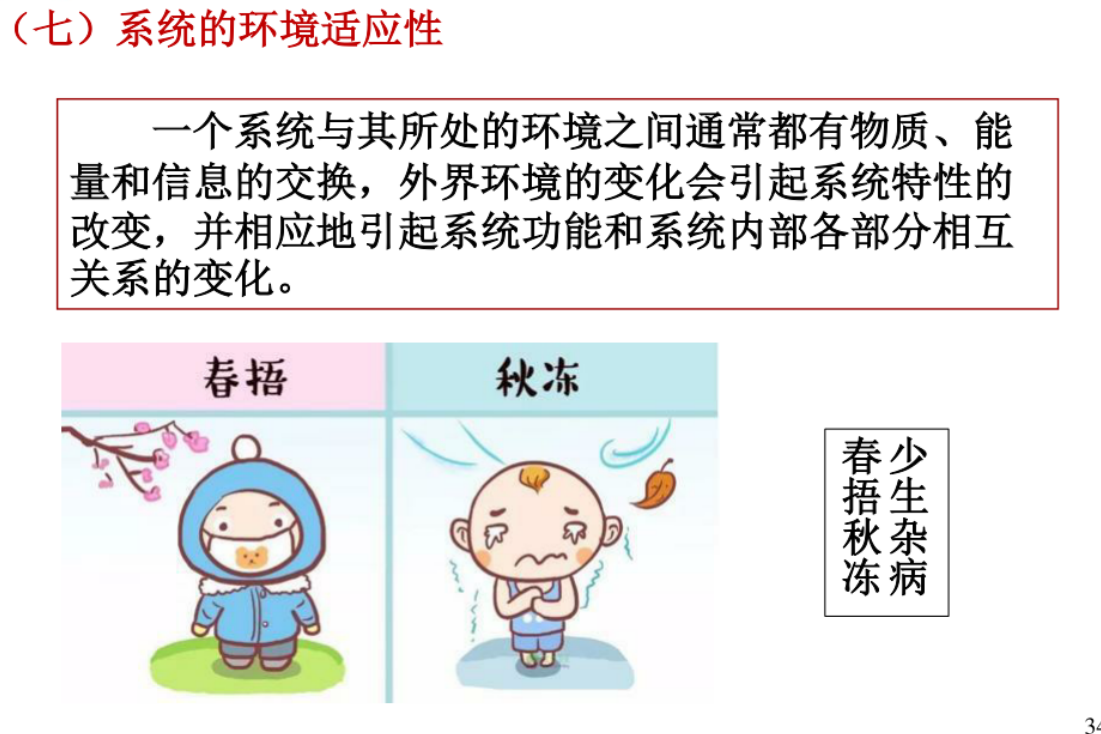 （七）系统的环境适应性
一个系统与其所处的环境之间通常都有物质、能
量和信息的交换，外界环境的变化会引起系统特性的
改变，并相应地引起系统功能和系统内部各部分相互
关系的变化。
春捂
秋冻
春捂秋冻
少生杂病
34